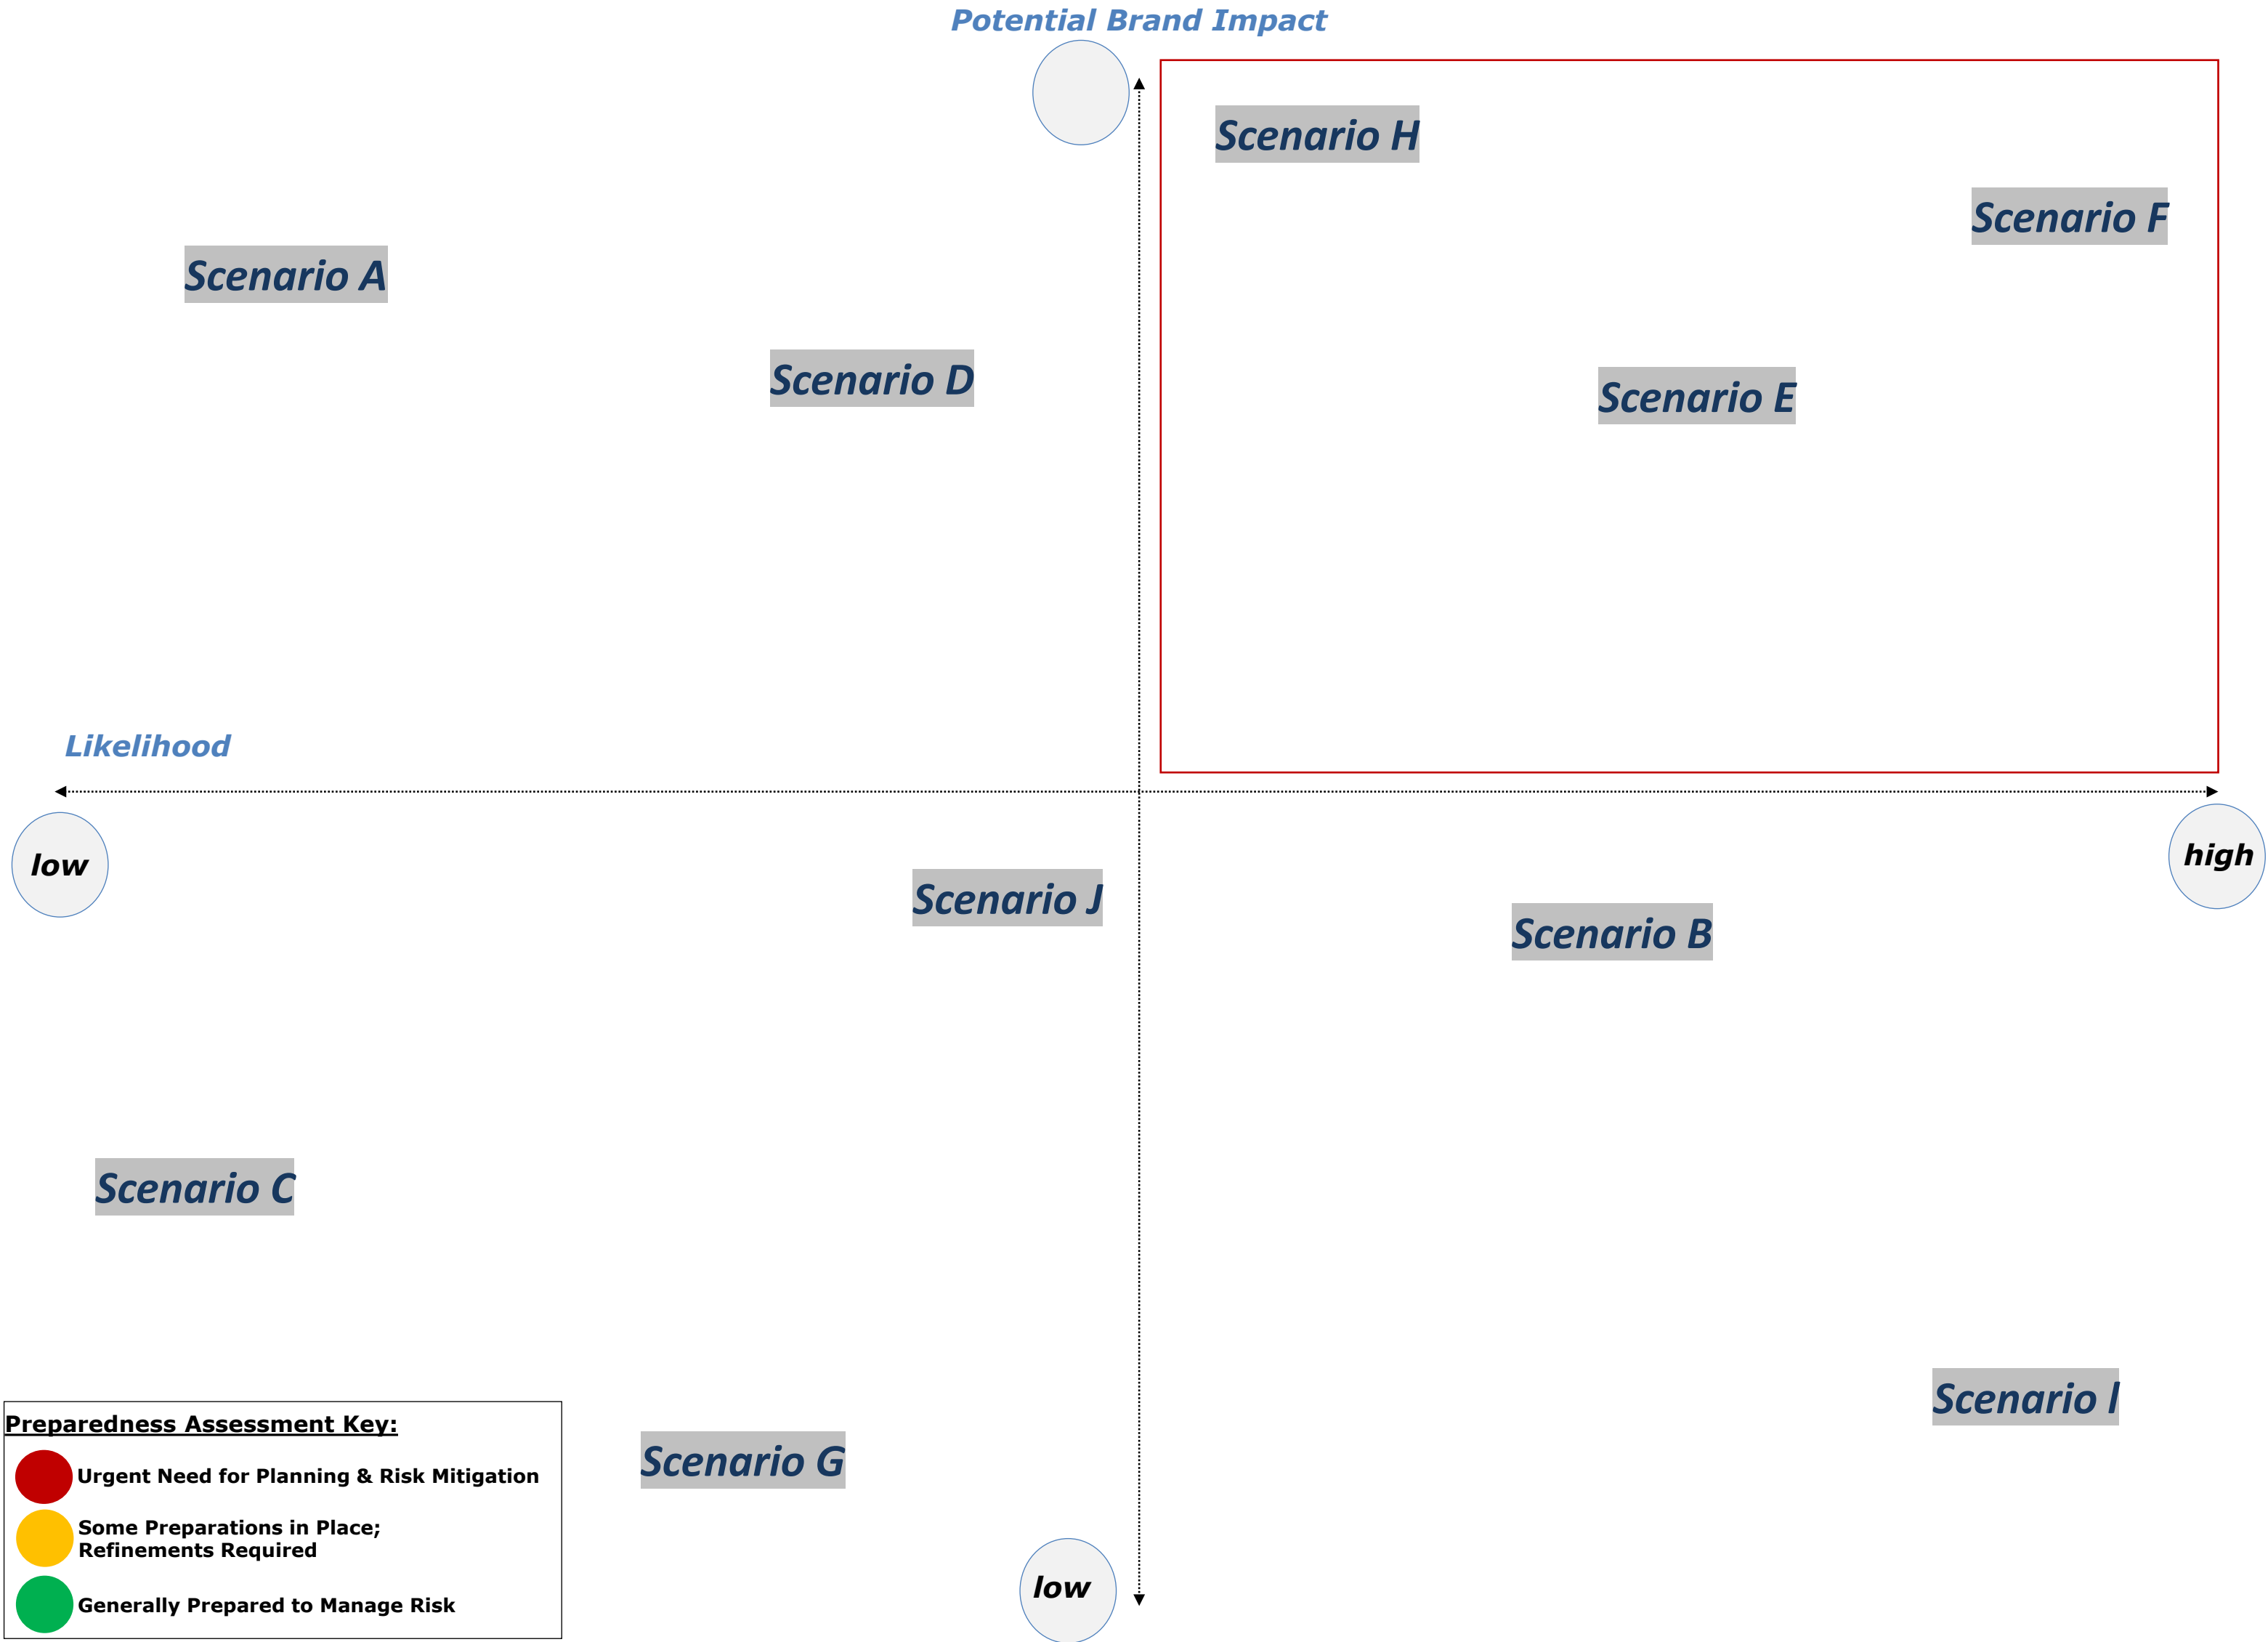 Potential Brand Impact
Scenario H
Scenario F
Scenario A
Scenario D
Scenario E
Likelihood
low
high
Scenario J
Scenario B
Scenario C
Scenario I
Scenario G
Preparedness Assessment Key:
Urgent Need for Planning & Risk Mitigation
Some Preparations in Place;
Refinements Required
Generally Prepared to Manage Risk
low